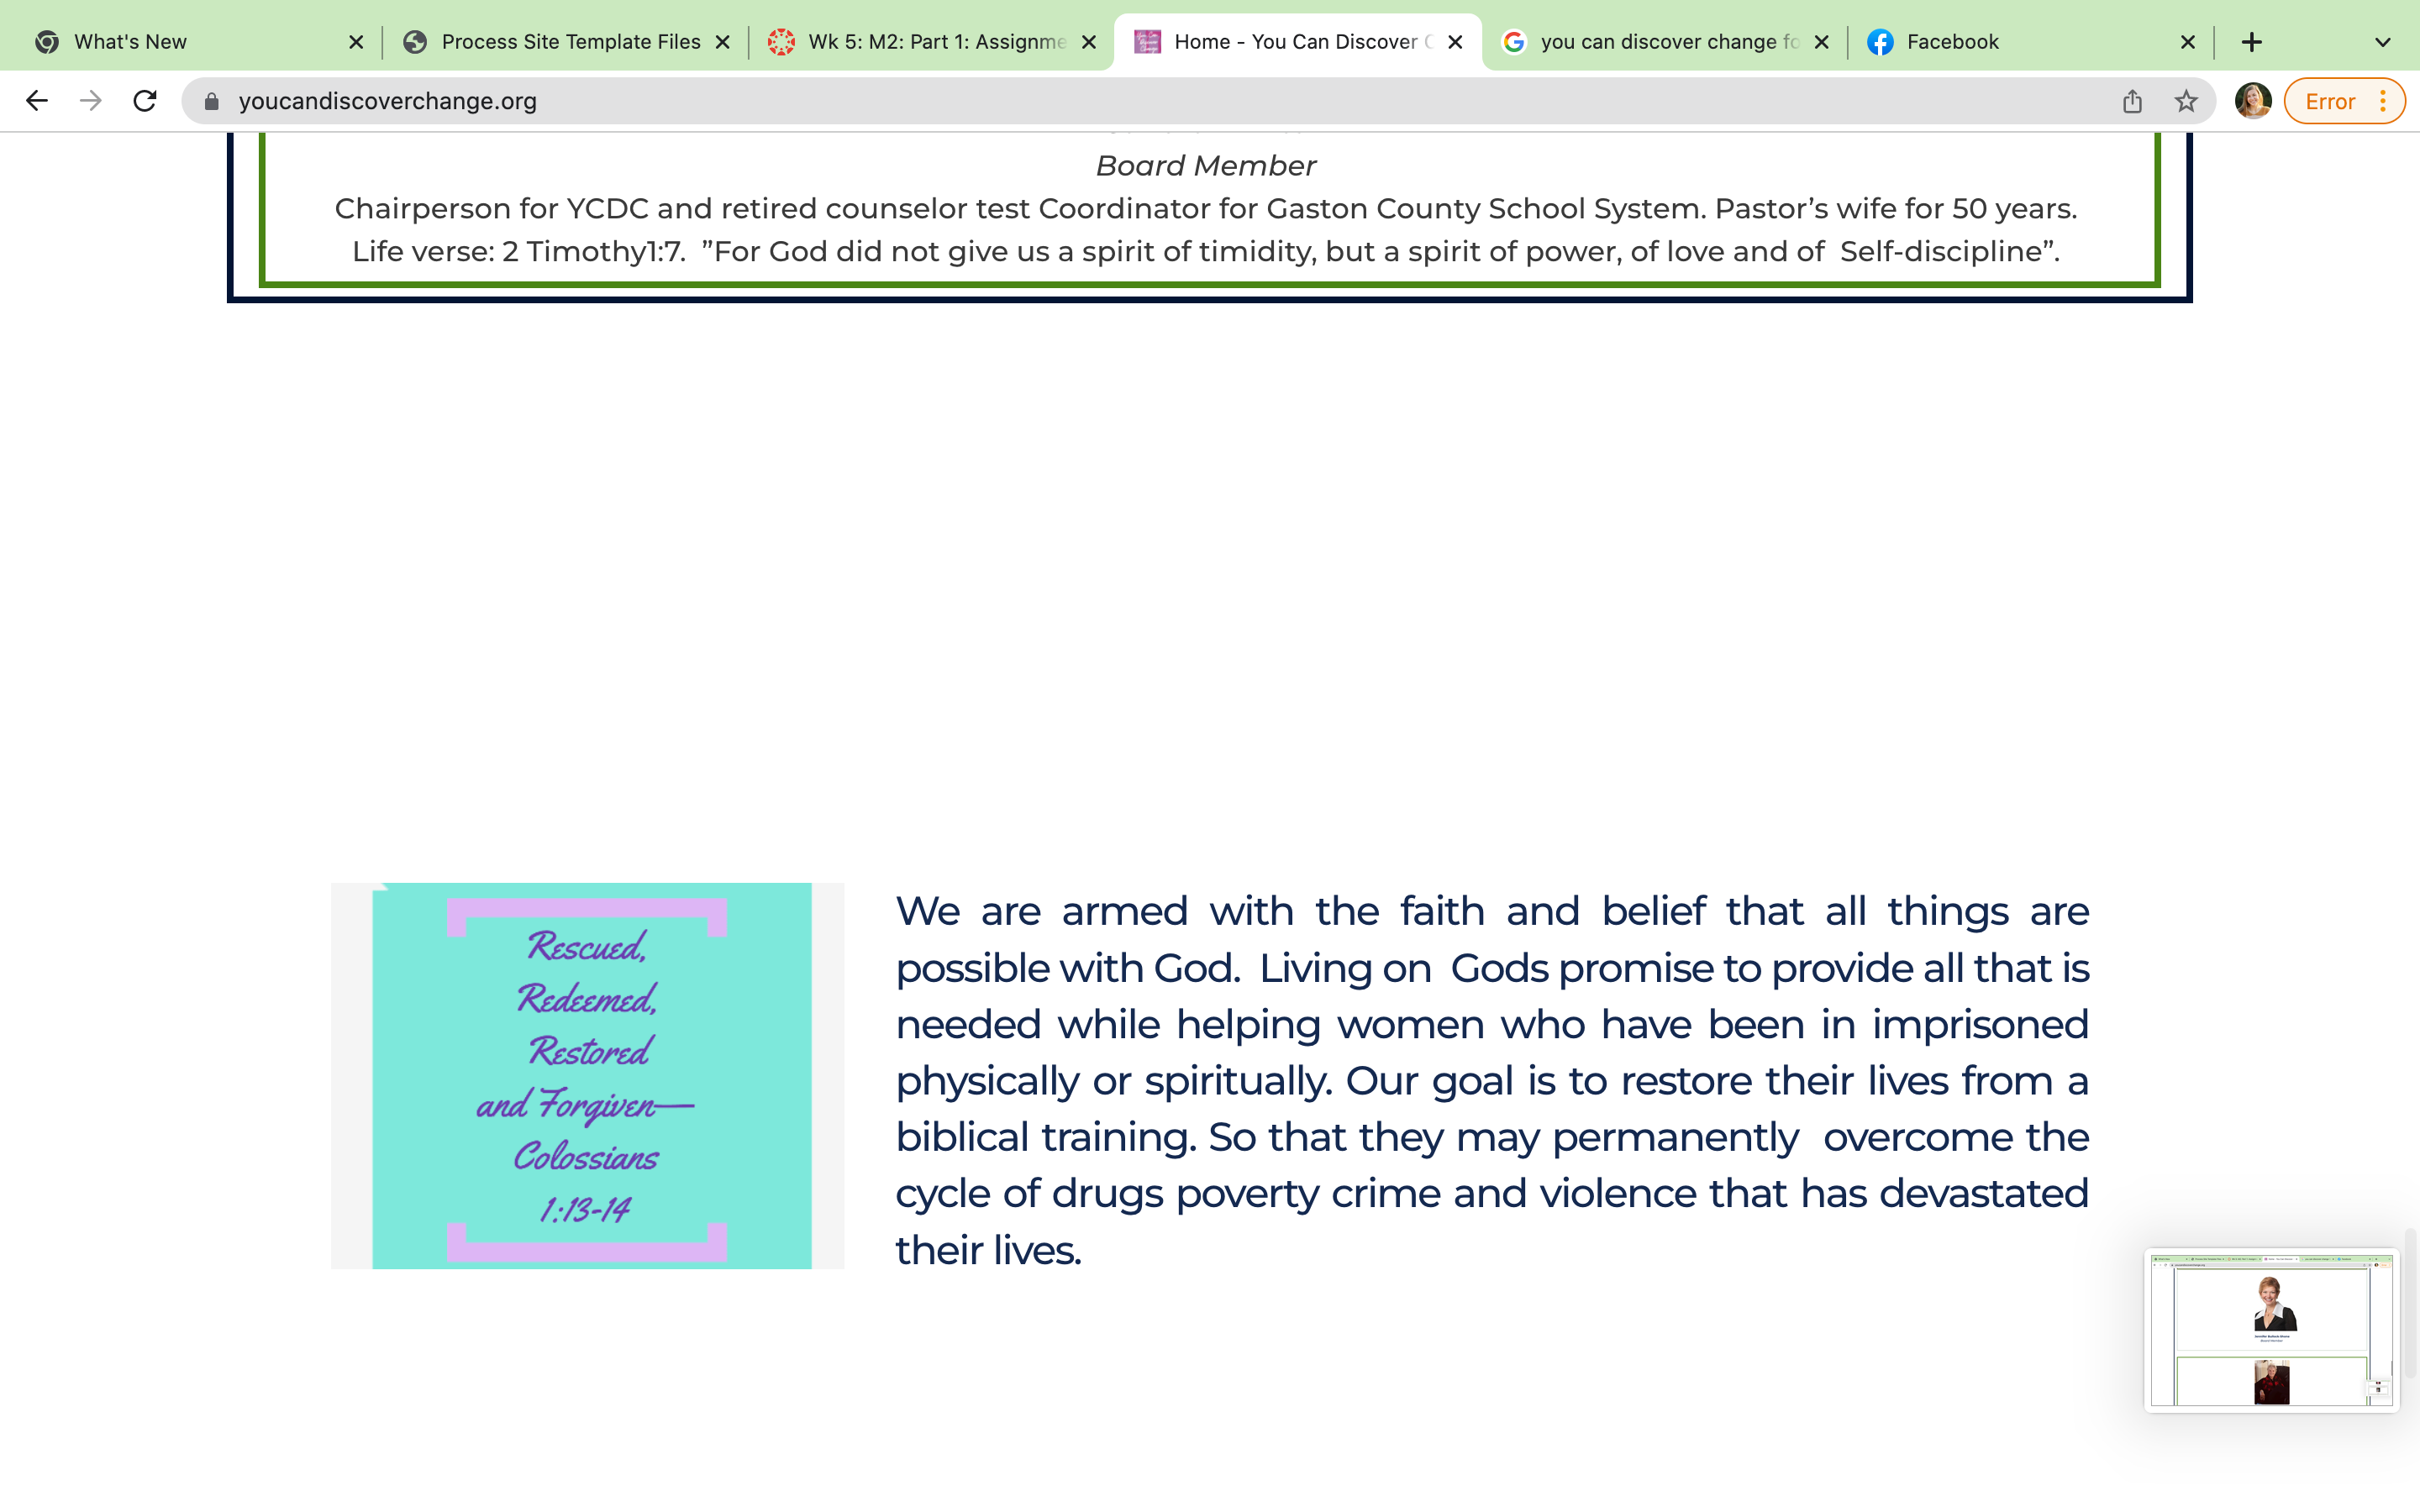 What's New
Process Site Template Files
Wk 5: M2: Part 1: Assignme
Home - You Can Discover C
you can discover change fo
Facebook
youcandiscoverchange.org
Error
Board Member
Chairperson for YCDC and retired counselor test Coordinator for Gaston County School System. Pastor’s wife for 50 years.
Life verse: 2 Timothy1:7.  ”For God did not give us a spirit of timidity, but a spirit of power, of love and of  Self-discipline”.
Rescued,
Redeemed,
Restored
and Forgiven—
Colossians
1:13-14
We are armed with the faith and belief that all things are
possible with God.  Living on  Gods promise to provide all that is
needed while helping women who have been in imprisoned
physically or spiritually. Our goal is to restore their lives from a
biblical training. So that they may permanently  overcome the
cycle of drugs poverty crime and violence that has devastated
their lives.